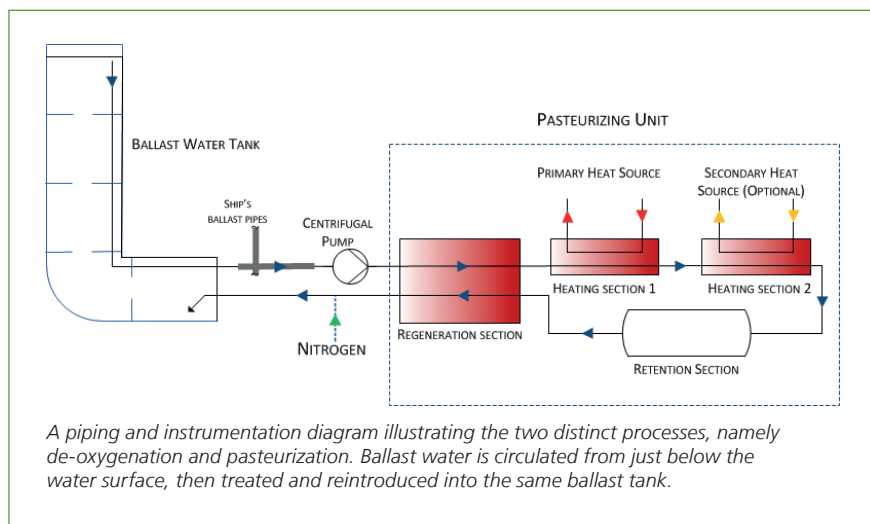 PASTEURIZING UNIT
BALLAST WATER TANK
PRIMARY HEAT SOURCE
SECONDARY HEAT
SOURCE (OPTIONAL)
SHIP'S
BALLAST PIPES
CENTRIFUGAL
PUMP
HEATING SECTION 1
HEATING SECTION 2
REGENERATION SECTION
NITROGEN
RETENTION SECTION
A piping and instrumentation diagram illustrating the two distinct processes, namely
de-oxygenation and pasteurization. Ballast water is circulated from just below the
water surface, then treated and reintroduced into the same ballast tank.